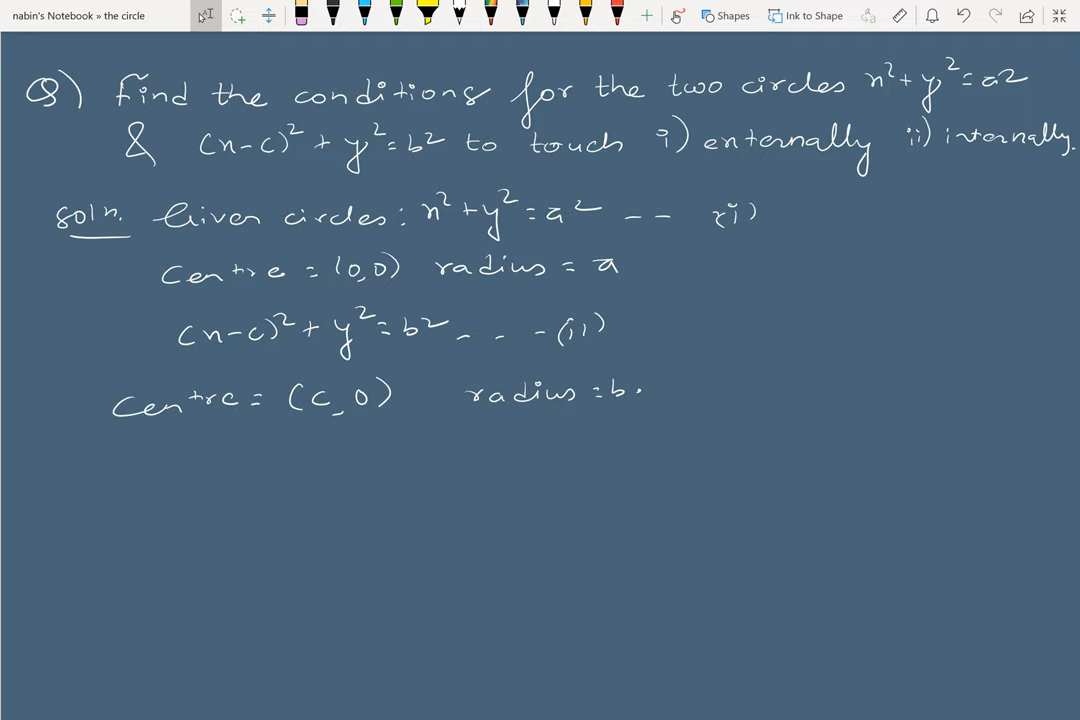 nabin's Notebook » the circle
Shapes Ink to Shape
Q) Find the conditions for the two circles x²+y²=a²
& (x-c)²+y²=b² to touch i) externally ii) internally.
soln. Given circles: x²+y²=a² -- (i)
Centre = (0,0) radius = a
(x-c)²+y²=b² - - - (ii)
Centre = (c, 0) radius = b.